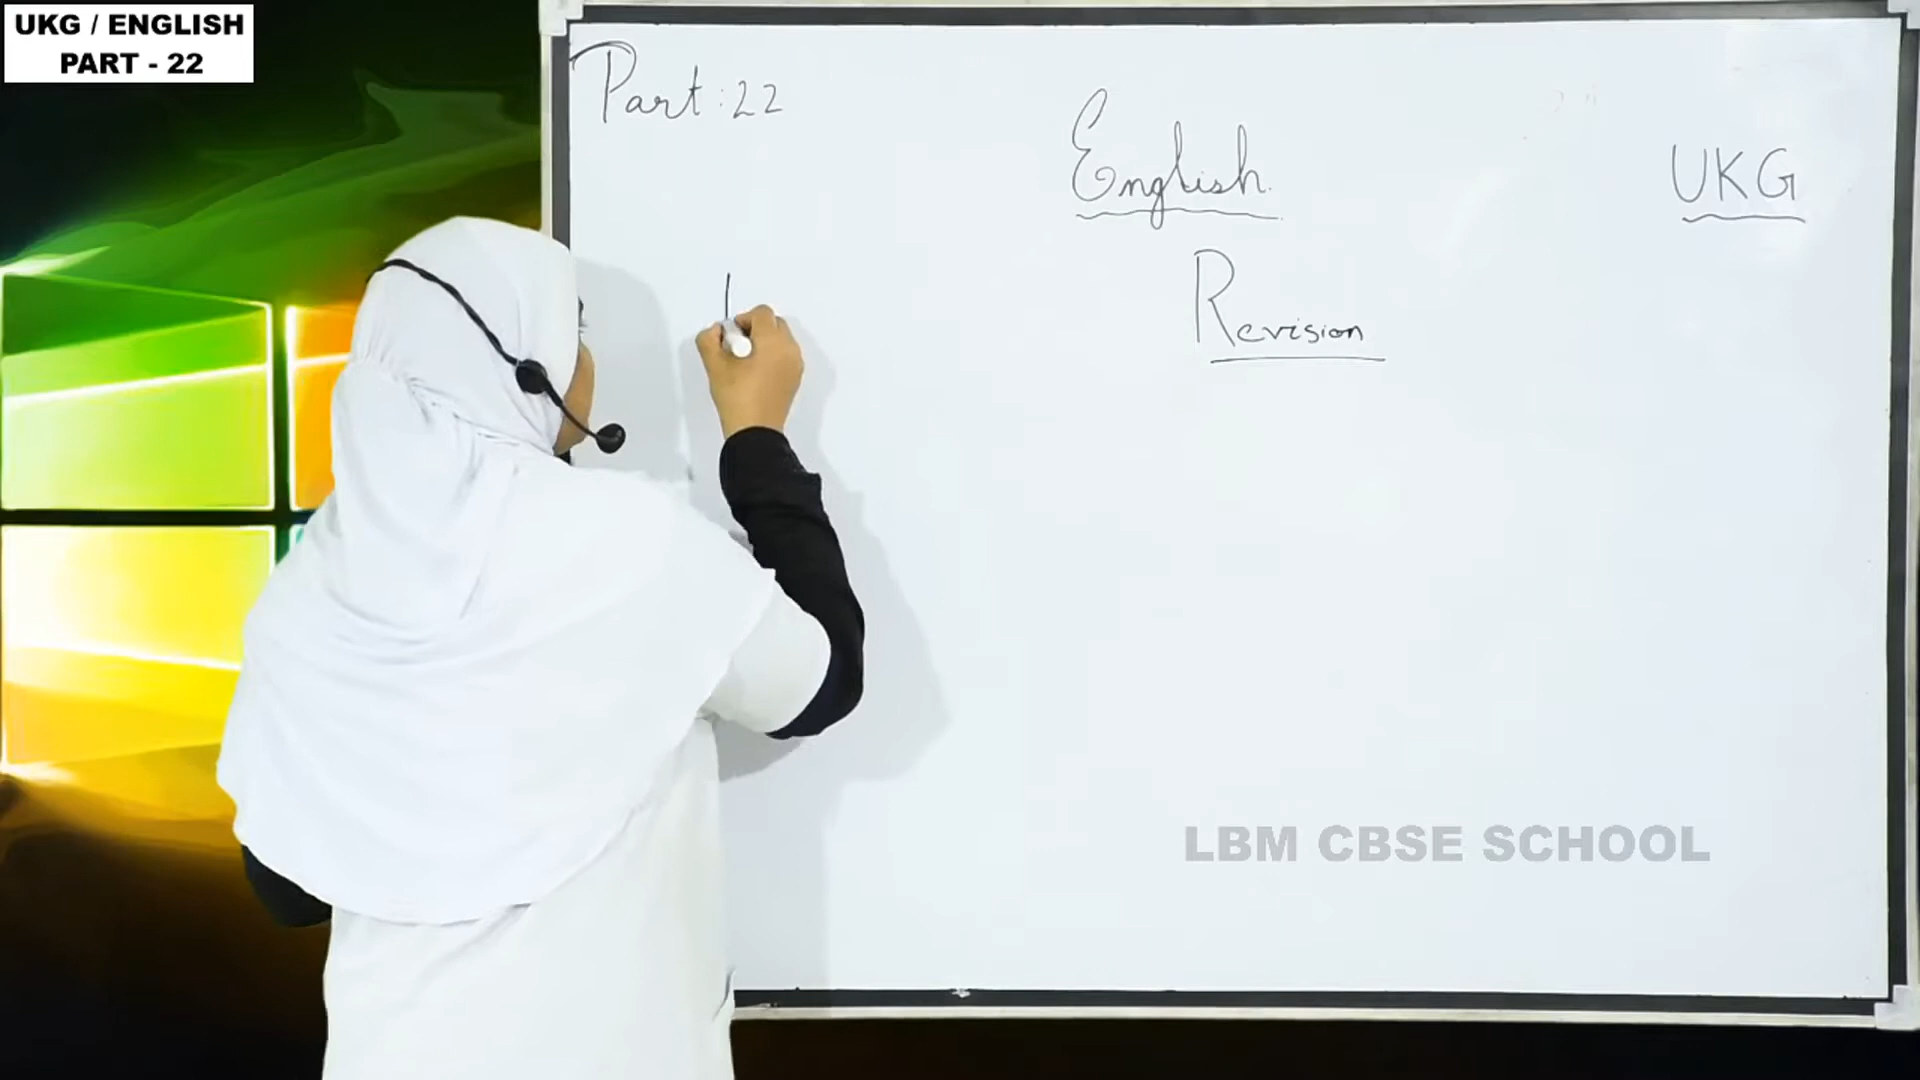 UKG / ENGLISH
PART - 22
Part:22
English
UKG
Revision
LBM CBSE SCHOOL